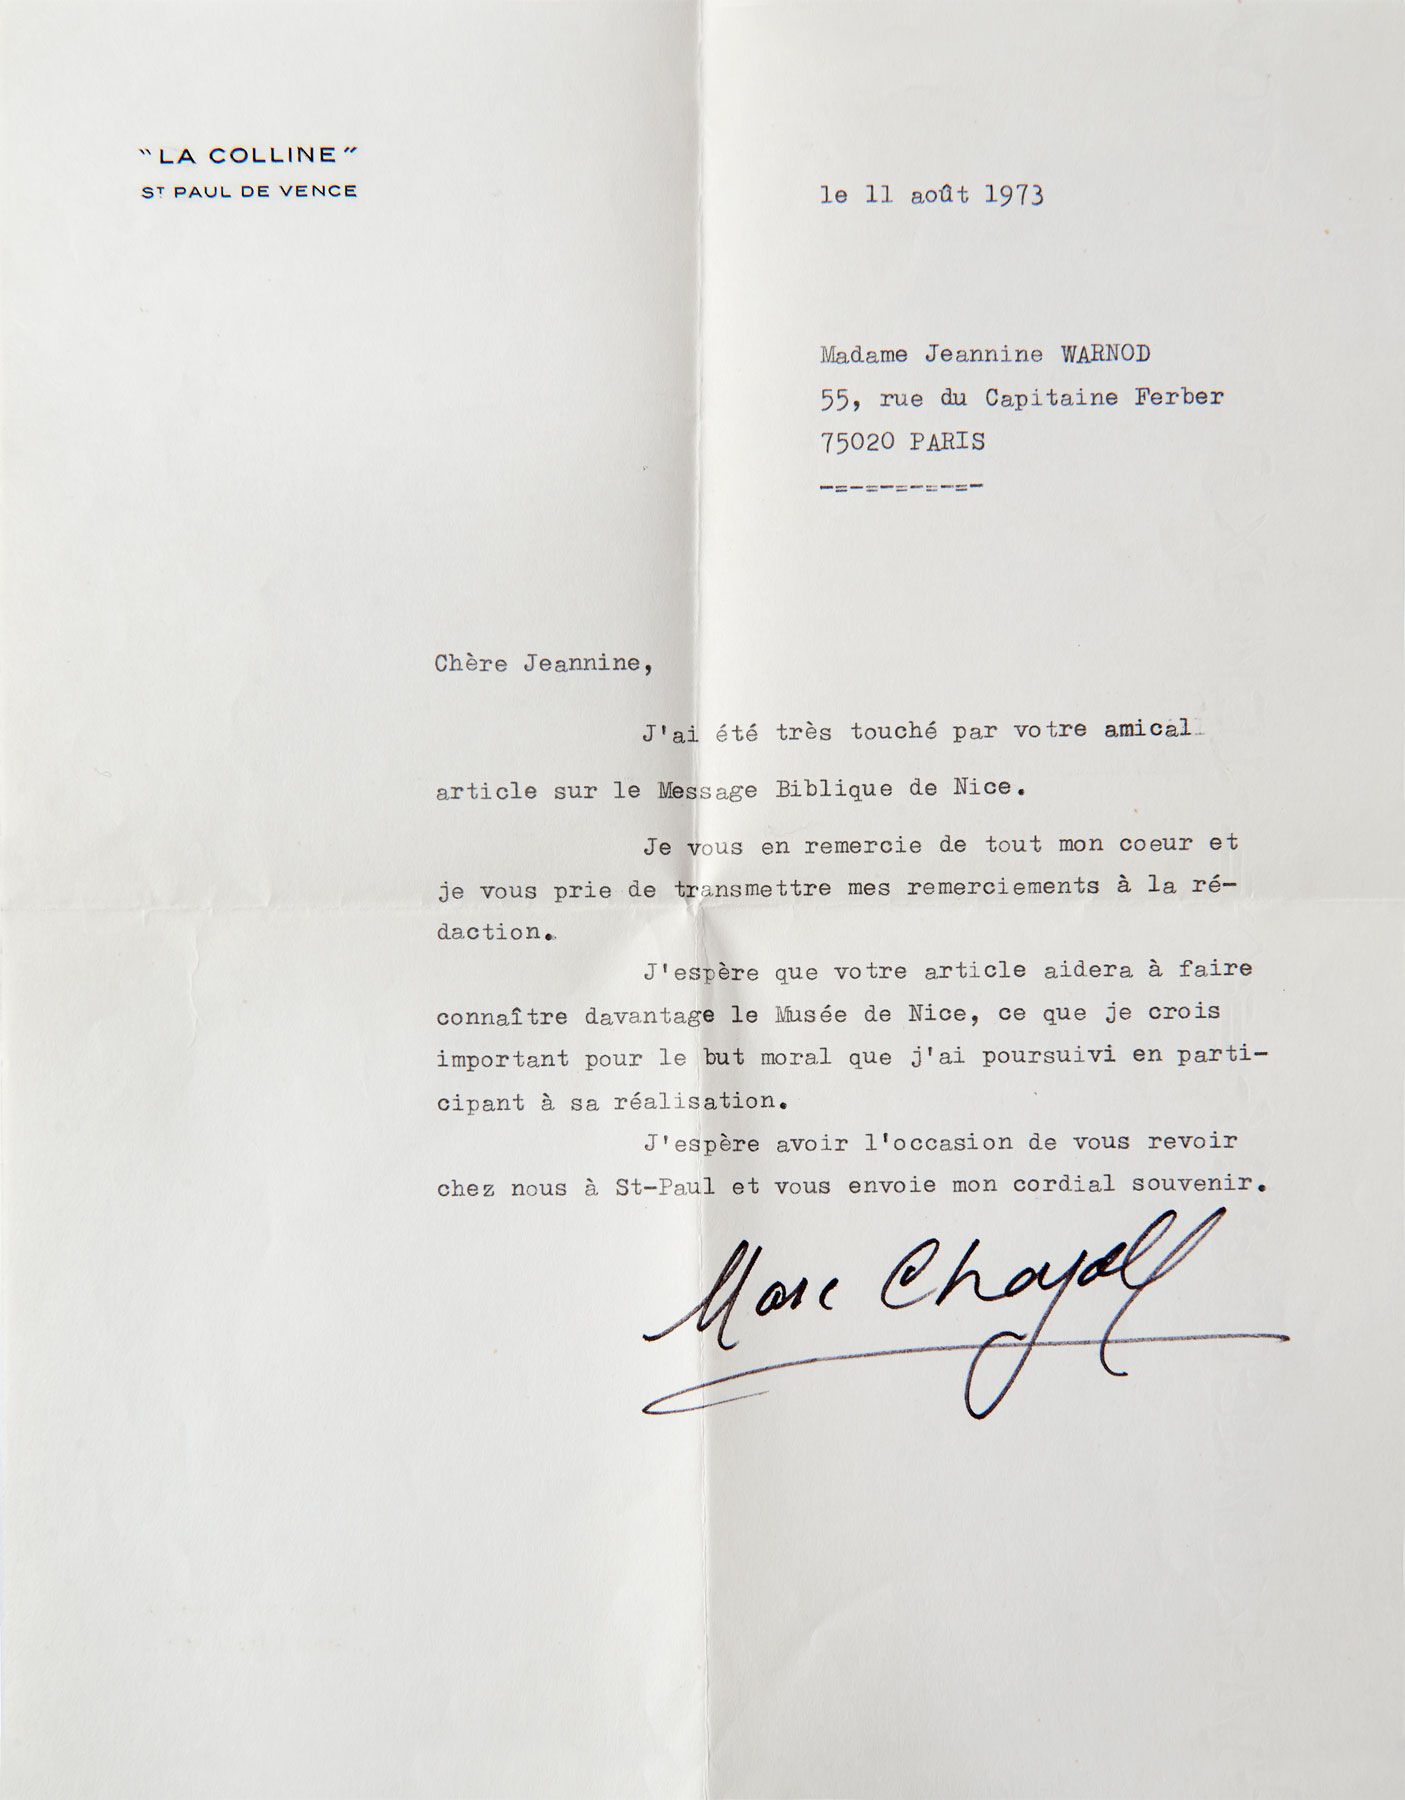 "LA COLLINE"
ST PAUL DE VENCE
le 11 août 1973
Madame Jeannine WARNOD
55, rue du Capitaine Ferber
75020 PARIS
-=-=-=-=-=-
Chère Jeannine,
J'ai été très touché par votre amical
article sur le Message Biblique de Nice.
Je vous en remercie de tout mon coeur et
je vous prie de transmettre mes remerciements à la ré-
daction.
J'espère que votre article aidera à faire
connaître davantage le Musée de Nice, ce que je crois
important pour le but moral que j'ai poursuivi en parti-
cipant à sa réalisation.
J'espère avoir l'occasion de vous revoir
chez nous à St-Paul et vous envoie mon cordial souvenir.
Marc Chagall